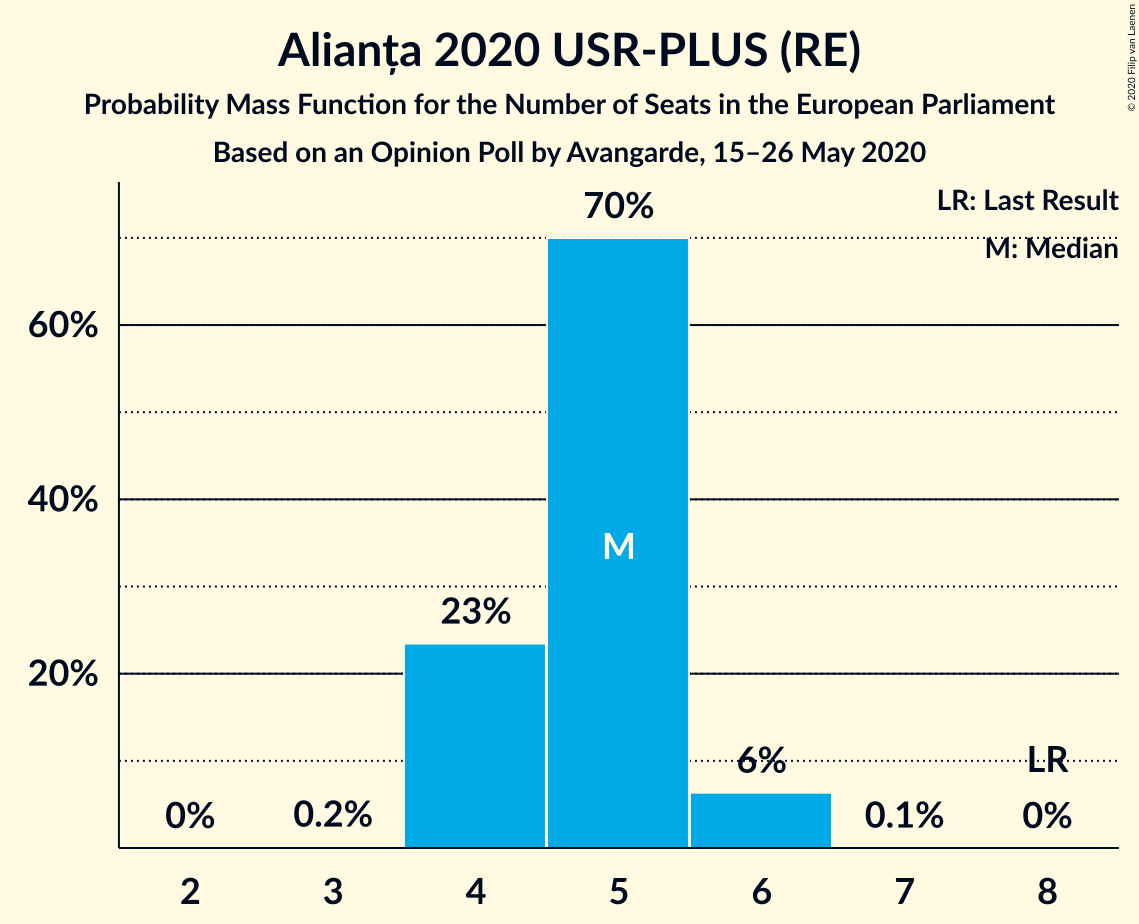 Alianța 2020 USR-PLUS (RE)
Probability Mass Function for the Number of Seats in the European Parliament
Based on an Opinion Poll by Avangarde, 15–26 May 2020
© 2020 Filip van Laenen
LR: Last Result
M: Median
70%
60%
40%
M
23%
20%
6%
LR
0%
0.2%
0.1%
0%
2 3 4 5 6 7 8